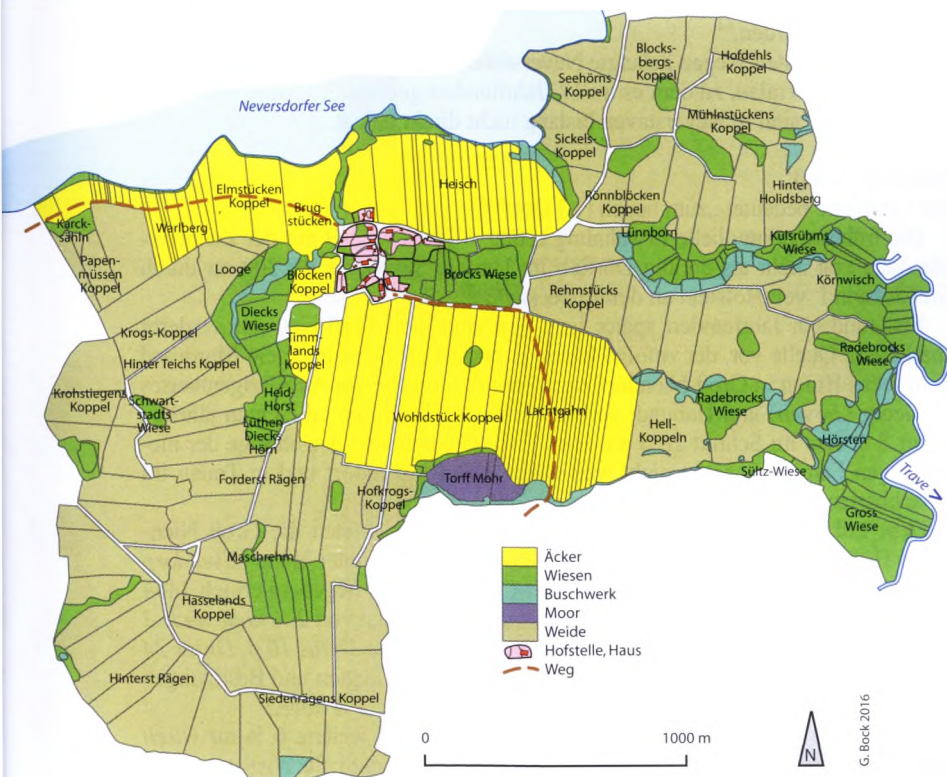 Neversdorfer See
Blocks-
bergs-
Koppel
Hofdehls
Koppel
Seehörns
Koppel
Mühlnstückens
Koppel
Sickels-
Koppel
Heisch
Elmstücken
Koppel
Brug-
stücken
Warlberg
Karck-
sahln
Rönnblöcken
Koppel
Hinter
Holidsberg
Lünnborn
Külsrühms
Wiese
Papen-
müssen
Koppel
Looge
Blöcken
Koppel
Brocks Wiese
Rehmstücks
Koppel
Körnwisch
Diecks
Wiese
Krogs-Koppel
Timm-
lands
Koppel
Radebrocks
Wiese
Hinter Teichs Koppel
Krohstiegens
Koppel
Schwart-
stadts
Wiese
Heid-
Horst
Lüthen
Diecks
Hörn
Wohldstück Koppel
Lachtgahn
Radebrocks
Wiese
Hell-
Koppeln
Hörsten
Sültz-Wiese
Trave >
Forderst Rägen
Hofkrogs-
Koppel
Torff Mohr
Gross
Wiese
Maschrehm
Hasselands
Koppel
Hinterst Rägen
Siedenrägens Koppel
Äcker
Wiesen
Buschwerk
Moor
Weide
Hofstelle, Haus
Weg
0
1000 m
N
G. Bock 2016